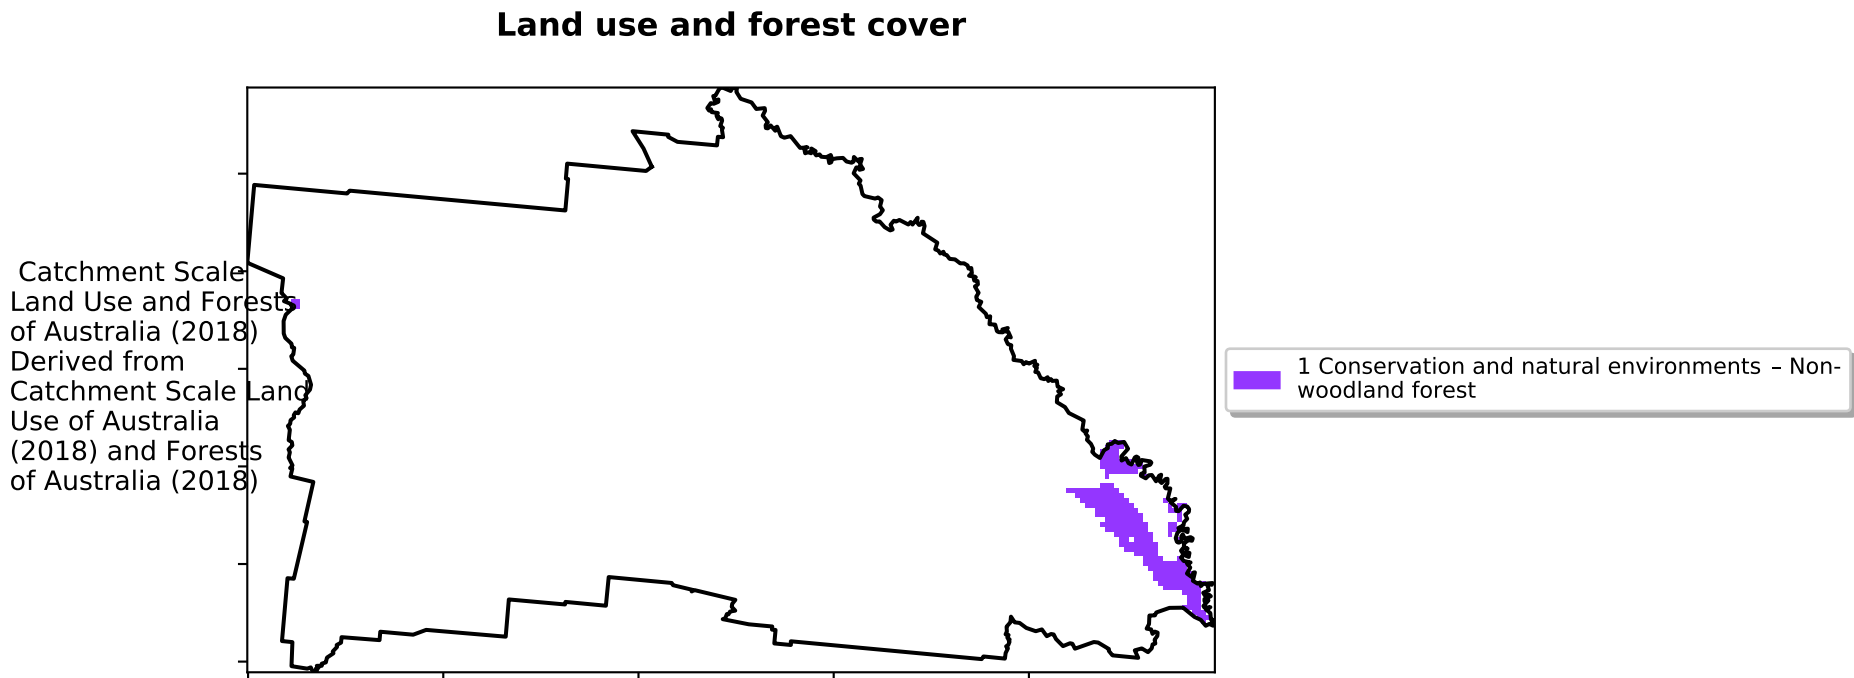 Land use and forest cover
Catchment Scale
Land Use and Forests
of Australia (2018)
Derived from
Catchment Scale Land
Use of Australia
(2018) and Forests
of Australia (2018)
1 Conservation and natural environments – Non-
woodland forest